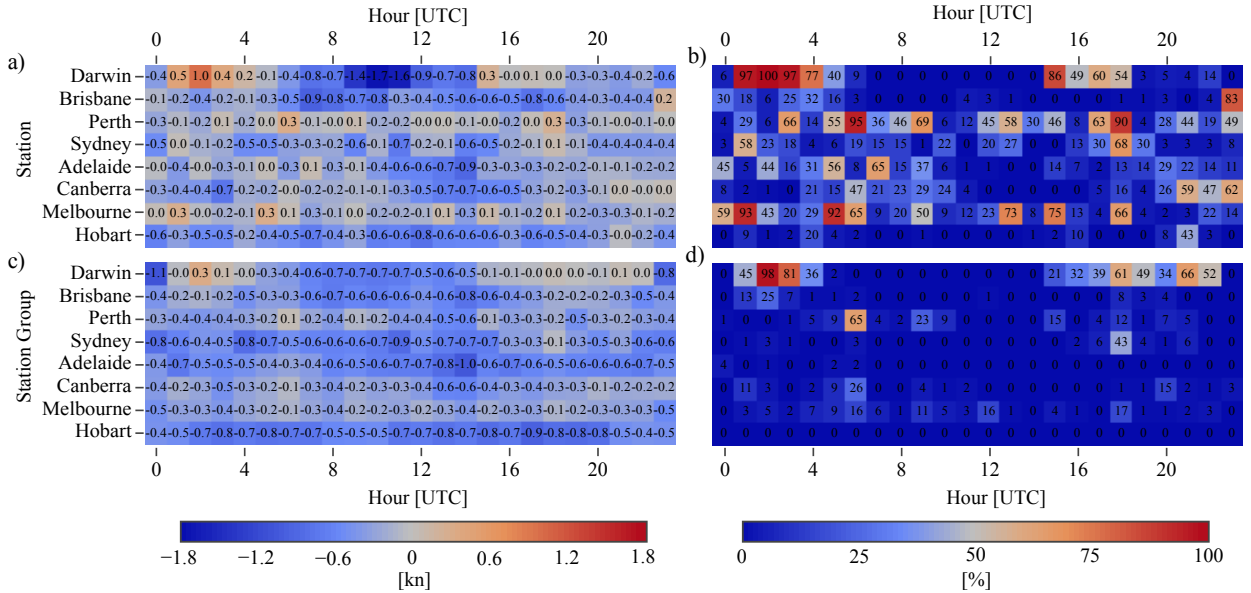 Hour [UTC]
Hour [UTC]
0 4 8 12 16 20
0 4 8 12 16 20
a)
b)
Station
Darwin -0.4 0.5 1.0 0.4 0.2 -0.1 -0.4 -0.8 -0.7 -1.4 -1.7 -1.6 -0.9 -0.7 -0.8 0.3 -0.0 0.1 0.0 -0.3 -0.3 -0.4 -0.2 -0.6
Brisbane -0.1 -0.2 -0.4 -0.2 -0.1 -0.3 -0.5 -0.9 -0.8 -0.7 -0.8 -0.3 -0.4 -0.5 -0.6 -0.6 -0.5 -0.8 -0.6 -0.4 -0.3 -0.4 -0.4 0.2
Perth -0.3 -0.1 -0.2 0.1 -0.2 0.0 0.3 -0.1 -0.0 0.1 -0.1 -0.2 -0.0 0.0 -0.1 -0.0 -0.2 0.0 0.3 -0.2 -0.1 -0.0 -0.1 -0.0
Sydney -0.5 0.0 -0.1 -0.2 -0.1 -0.5 -0.3 -0.3 -0.2 -0.3 -0.4 -0.1 -0.2 -0.1 -0.5 -0.6 -0.2 -0.1 0.1 -0.1 -0.4 -0.4 -0.4 -0.4
Adelaide -0.0 -0.0 -0.0 -0.3 -0.1 0.0 -0.3 0.1 -0.3 -0.1 -0.4 -0.6 -0.6 -0.7 -0.9 -0.3 -0.3 -0.3 -0.2 -0.1 -0.1 -0.2 -0.2 -0.2
Canberra -0.3 -0.4 -0.4 -0.7 -0.2 -0.2 0.0 -0.2 -0.2 -0.1 -0.1 -0.3 -0.5 -0.7 -0.7 -0.6 -0.5 -0.3 -0.2 -0.3 -0.1 0.0 -0.0 0.0
Melbourne 0.0 0.3 -0.0 -0.2 -0.1 0.3 0.1 -0.3 -0.1 -0.0 -0.2 -0.2 -0.1 0.1 -0.3 0.1 -0.1 -0.2 0.1 -0.2 -0.3 -0.3 -0.1 -0.2
Hobart -0.6 -0.3 -0.5 -0.5 -0.2 -0.4 -0.5 -0.7 -0.4 -0.3 -0.6 -0.6 -0.8 -0.6 -0.6 -0.6 -0.3 -0.6 -0.5 -0.4 -0.3 0.0 -0.2 -0.4
6 97 100 97 77 40 9 0 0 0 0 0 0 0 0 86 49 60 54 3 5 4 14 0
30 18 6 25 32 16 3 0 0 0 0 4 3 1 0 0 0 0 1 1 3 0 4 83
4 29 6 66 14 55 95 36 46 69 6 12 45 58 30 46 8 63 90 4 21 44 19 49
3 58 23 18 4 6 19 15 15 1 22 0 20 27 0 0 13 30 68 30 3 3 3 8
45 5 44 16 31 56 8 65 9 37 6 1 1 0 0 14 7 2 13 14 29 22 14 11
8 2 1 0 21 15 47 21 23 29 24 0 0 0 0 0 0 5 16 4 26 59 47 62
59 93 43 20 29 92 65 9 20 50 9 12 23 73 8 75 13 4 66 4 2 3 22 14
0 9 1 2 20 4 2 0 1 2 0 0 0 0 1 2 10 0 0 0 8 43 3 0
c)
d)
Station Group
Darwin -1.1 -0.0 0.3 0.1 -0.0 -0.3 -0.4 -0.6 -0.7 -0.7 -0.7 -0.7 -0.6 -0.6 -0.5 -0.1 -0.1 0.0 0.0 0.0 -0.1 0.1 0.0 -0.8
Brisbane -0.4 -0.2 -0.1 -0.2 -0.5 -0.3 -0.3 -0.6 -0.7 -0.6 -0.6 -0.4 -0.6 -0.6 -0.8 -0.4 -0.5 -0.3 -0.2 -0.2 -0.2 -0.3 -0.5 -0.4
Perth -0.3 -0.4 -0.4 -0.4 -0.3 -0.2 0.1 -0.2 -0.4 -0.1 -0.2 -0.4 -0.3 -0.4 -0.5 -0.2 -0.3 -0.3 -0.1 -0.3 -0.2 -0.1 -0.3 -0.4
Sydney -0.8 -0.6 -0.4 -0.5 -0.8 -0.7 -0.5 -0.6 -0.6 -0.6 -0.7 -0.9 -0.5 -0.7 -0.7 -0.7 -0.3 -0.3 -0.1 -0.5 -0.3 -0.3 -0.5 -0.6
Adelaide -0.4 -0.7 -0.5 -0.5 -0.5 -0.4 -0.3 -0.4 -0.5 -0.6 -0.6 -0.7 -0.7 -0.8 -1.0 -0.6 -0.7 -0.6 -0.5 -0.6 -0.6 -0.6 -0.7 -0.5
Canberra -0.4 -0.2 -0.3 -0.5 -0.3 -0.2 -0.1 -0.3 -0.4 -0.4 -0.3 -0.2 -0.3 -0.4 -0.6 -0.4 -0.3 -0.4 -0.3 -0.3 -0.1 -0.2 -0.2 -0.2
Melbourne -0.5 -0.3 -0.3 -0.4 -0.3 -0.2 -0.1 -0.3 -0.4 -0.2 -0.2 -0.3 -0.2 -0.3 -0.4 -0.2 -0.3 -0.3 -0.1 -0.2 -0.3 -0.3 -0.3 -0.5
Hobart -0.4 -0.5 -0.7 -0.8 -0.7 -0.8 -0.7 -0.7 -0.5 -0.5 -0.5 -0.7 -0.7 -0.8 -0.7 -0.8 -0.7 -0.9 -0.8 -0.8 -0.8 -0.5 -0.4 -0.5
0 45 98 81 36 2 0 0 0 0 0 0 0 0 0 21 32 39 61 49 34 66 52 0
0 13 25 7 1 1 2 0 0 0 0 0 1 0 0 0 0 0 8 3 4 0 0 0
1 0 0 1 5 9 65 4 2 23 9 0 0 0 0 15 0 4 12 1 7 5 0 0
0 1 3 1 0 0 3 0 0 0 0 0 0 0 0 0 2 6 43 4 1 6 0 0
4 0 1 0 0 2 2 0 0 0 0 0 0 0 0 0 0 0 0 0 0 0 0 0
0 11 3 0 2 9 26 0 0 0 4 1 2 0 0 0 0 0 1 1 15 2 1 3
0 3 5 2 7 9 16 6 1 11 5 3 16 1 0 4 1 0 17 1 1 2 3 0
0 0 0 0 0 0 0 0 0 0 0 0 0 0 0 0 0 0 0 0 0 0 0 0
0 4 8 12 16 20
0 4 8 12 16 20
Hour [UTC]
Hour [UTC]
−1.8 −1.2 −0.6 0 0.6 1.2 1.8
[kn]
0 25 50 75 100
[%]